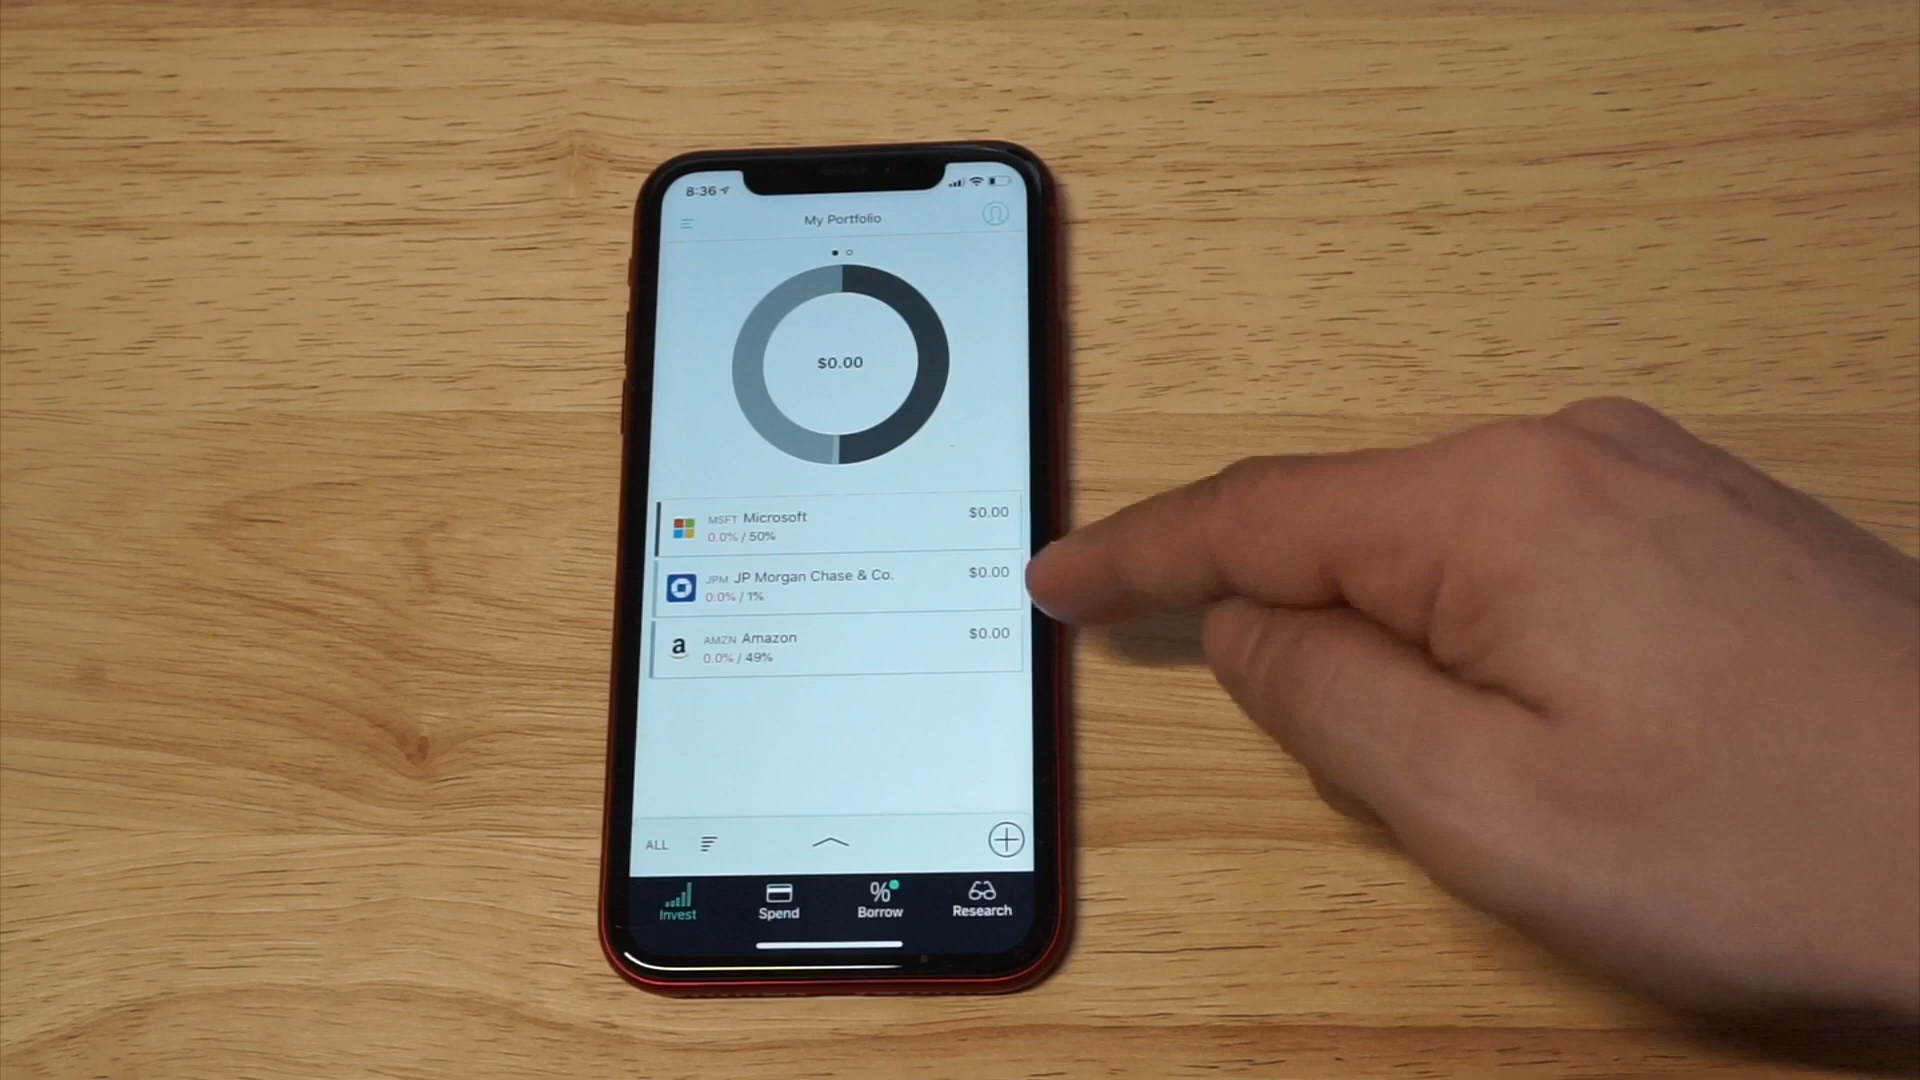 8:36
My Portfolio
$0.00
MSFT Microsoft $0.00
0.0% / 50%
JPM JP Morgan Chase & Co. $0.00
0.0% / 1%
a AMZN Amazon $0.00
0.0% / 49%
ALL
Invest Spend % Borrow Research